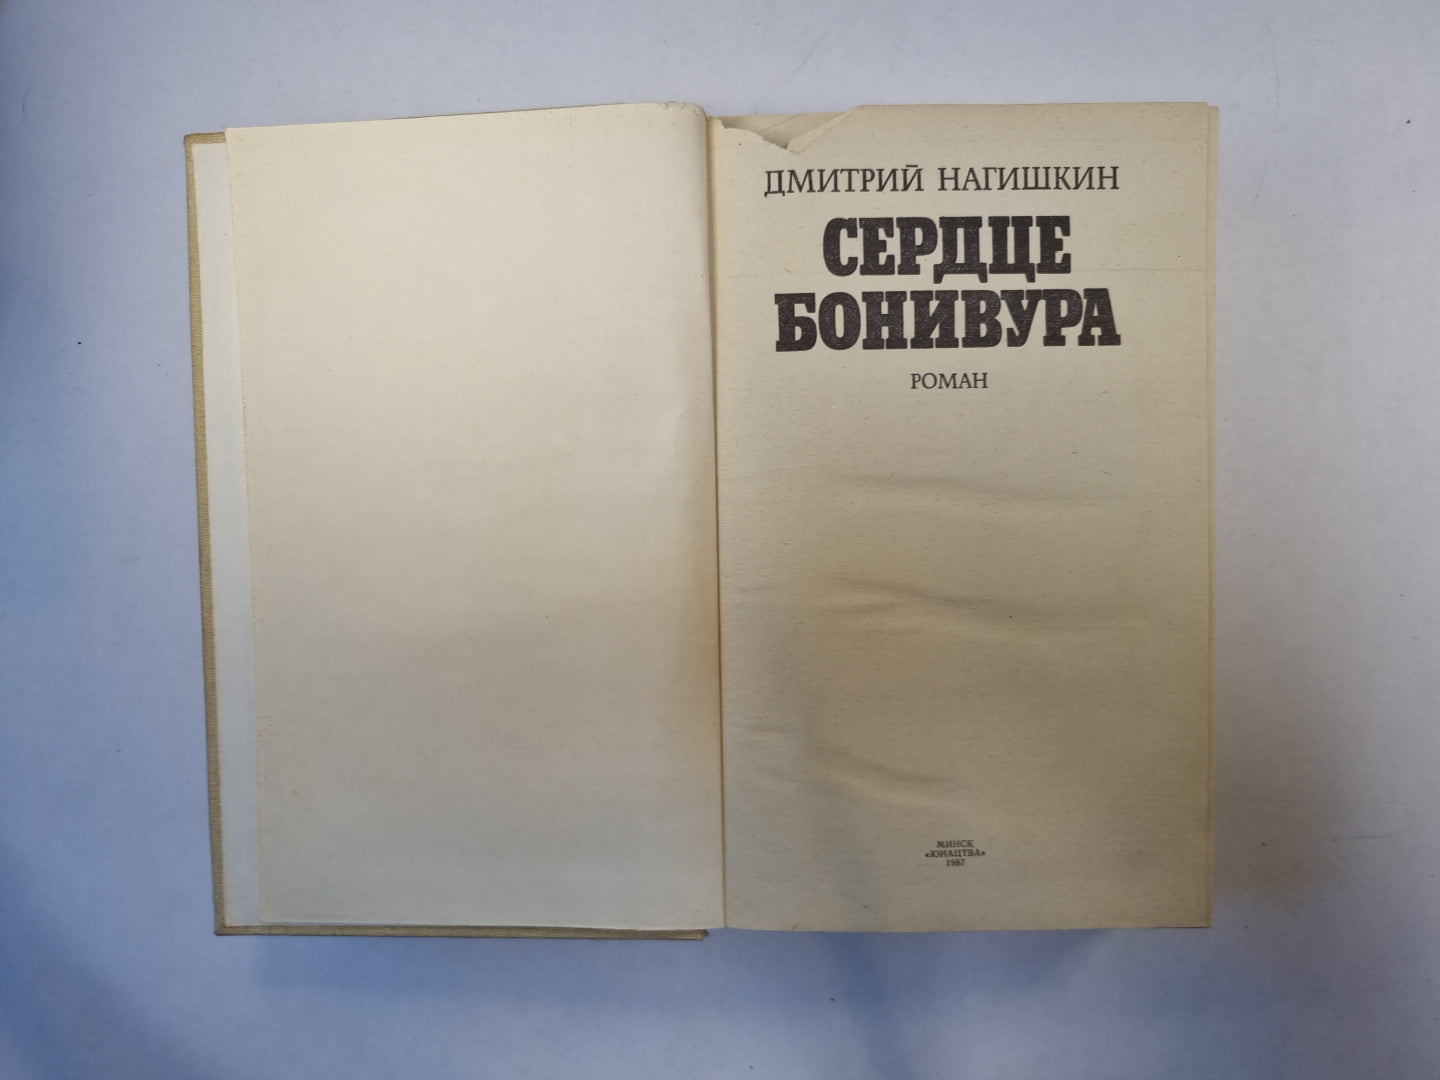 ДМИТРИЙ НАГИШКИН
СЕРДЦЕ
БОНИВУРА
РОМАН
МИНСК
«ЮНАЦТВА»
1987